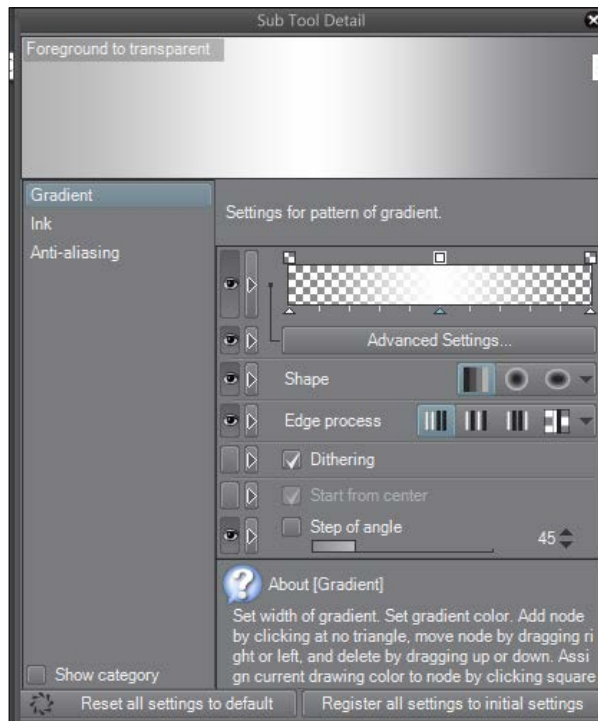 Sub Tool Detail
Foreground to transparent
Gradient
Ink
Anti-aliasing
Settings for pattern of gradient.
Advanced Settings...
Shape
Edge process
Dithering
Start from center
Step of angle
45
About [Gradient]
Set width of gradient. Set gradient color. Add node
by clicking at no triangle, move node by dragging ri
ght or left, and delete by dragging up or down. Assi
gn current drawing color to node by clicking square
Show category
Reset all settings to default
Register all settings to initial settings